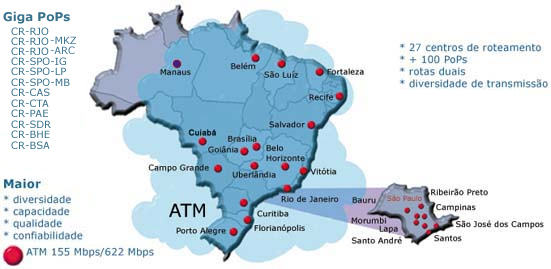 Giga PoPs
CR-RJO
CR-RJO-MKZ
CR-RJO-ARC
CR-SPO-IG
CR-SPO-LP
CR-SPO-MB
CR-CAS
CR-CTA
CR-PAE
CR-SDR
CR-BHE
CR-BSA
* 27 centros de roteamento
* + 100 PoPs
* rotas duais
* diversidade de transmissão
Manaus
Belém
São Luiz
Fortaleza
Recife
Salvador
Cuiabá
Brasília
Goiânia
Belo
Horizonte
Campo Grande
Uberlândia
Vitótia
Rio de Janeiro
ATM
Curitiba
Florianólios
Porto Alegre
Maior
* diversidade
* capacidade
* qualidade
* confiabilidade
ATM 155 Mbps/622 Mbps
Ribeirão Preto
São Paulo
Bauru
Campinas
Morumbi
São José dos Campos
Lapa
Santos
Santo André